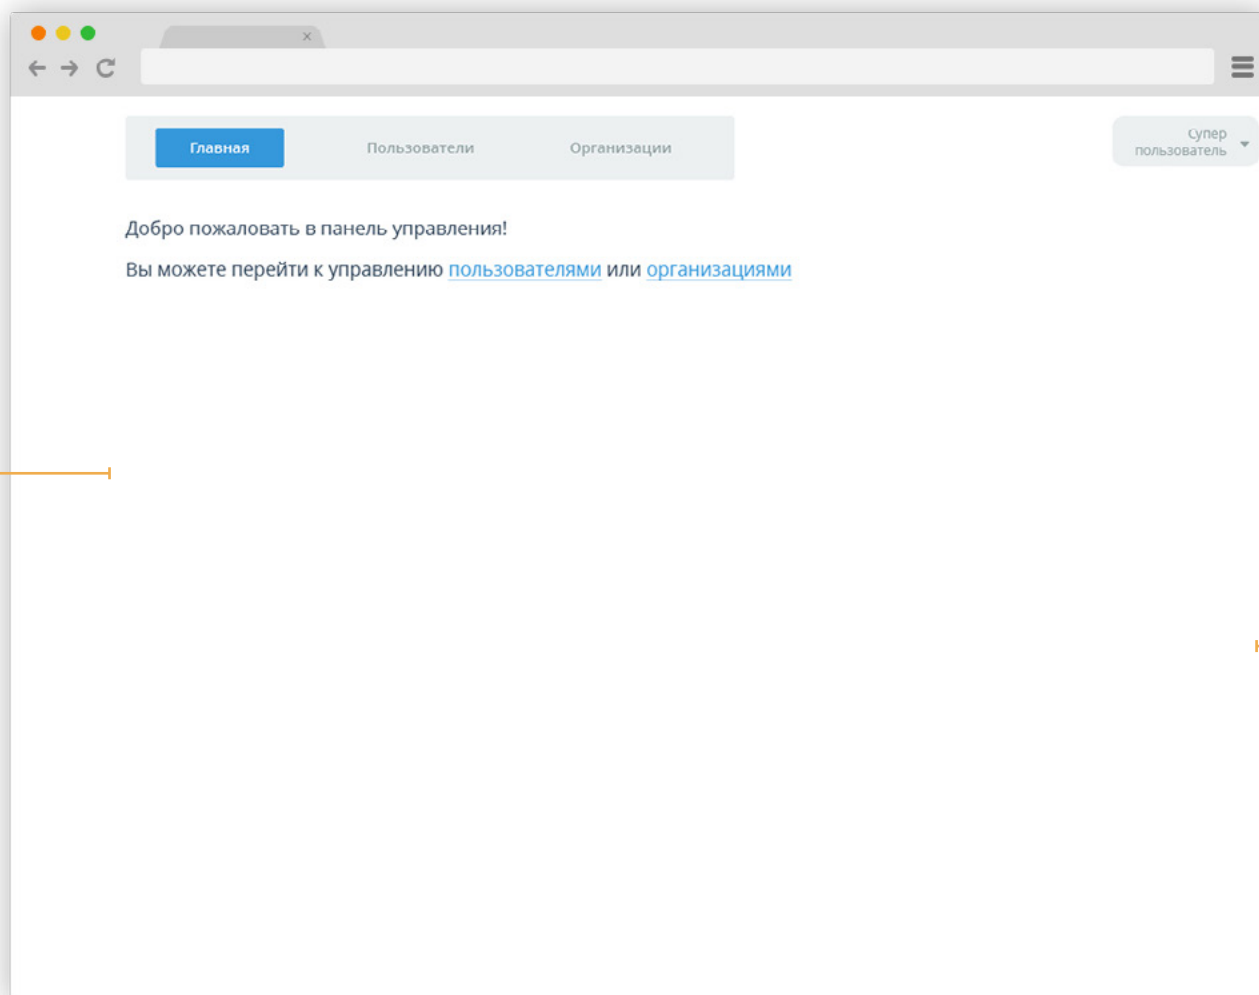 Главная Пользователи Организации
Супер
пользователь
Добро пожаловать в панель управления!
Вы можете перейти к управлению пользователями или организациями